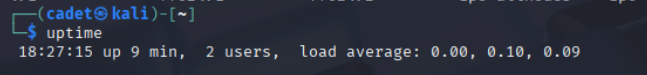 ┌──(cadet㉿kali)-[~]
└─$ uptime
 18:27:15 up 9 min,  2 users,  load average: 0.00, 0.10, 0.09